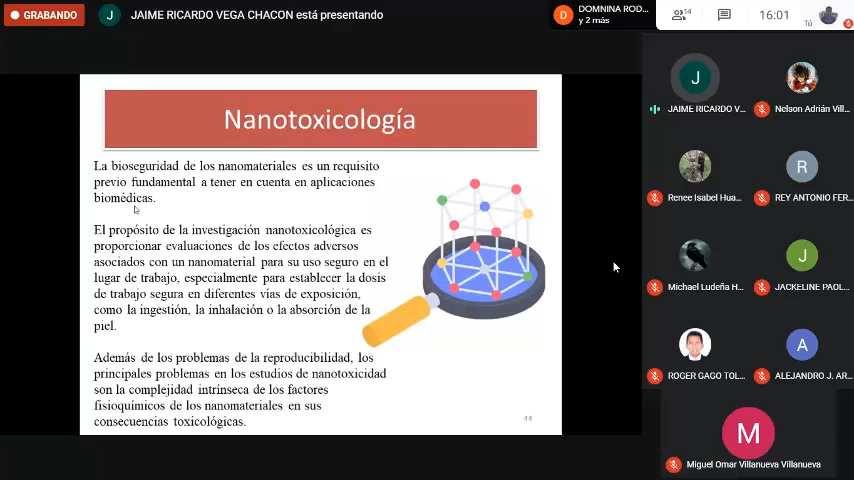 GRABANDO
J
JAIME RICARDO VEGA CHACON está presentando
D
DOMNINA ROD...
y 2 más
14
16:01
Tú
Nanotoxicología
La bioseguridad de los nanomateriales es un requisito
previo fundamental a tener en cuenta en aplicaciones
biomédicas.
El propósito de la investigación nanotoxicológica es
proporcionar evaluaciones de los efectos adversos
asociados con un nanomaterial para su uso seguro en el
lugar de trabajo, especialmente para establecer la dosis
de trabajo segura en diferentes vías de exposición,
como la ingestión, la inhalación o la absorción de la
piel.
Además de los problemas de la reproducibilidad, los
principales problemas en los estudios de nanotoxicidad
son la complejidad intrínseca de los factores
fisioquímicos de los nanomateriales en sus
consecuencias toxicológicas.
J
JAIME RICARDO V...
Nelson Adrián Vill...
Renee Isabel Hua...
R
REY ANTONIO FER...
Michael Ludeña H...
J
JACKELINE PAOL...
ROGER GAGO TOL...
A
ALEJANDRO J. AR...
M
Miguel Omar Villanueva Villanueva